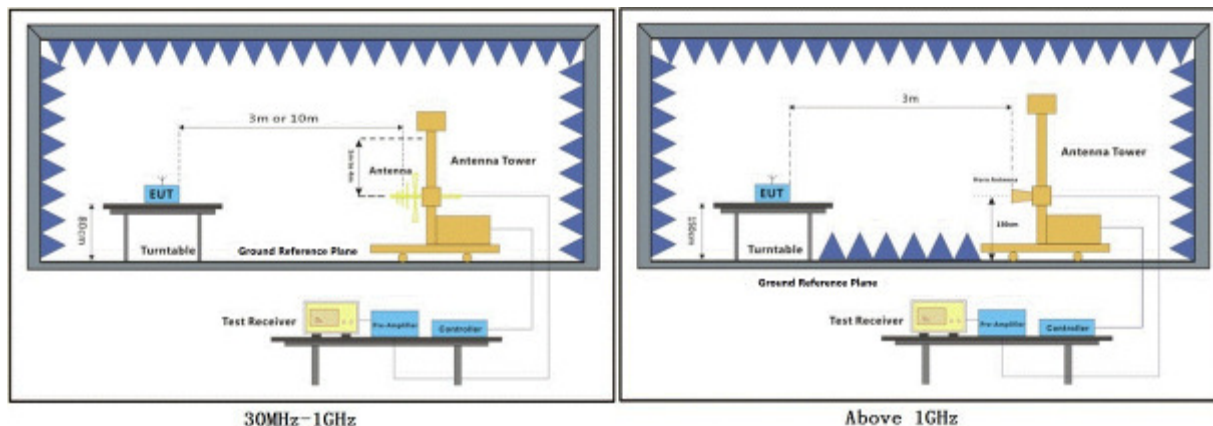 3m or 10m
Antenna
Antenna Tower
EUT
80cm
Turntable
Ground Reference Plane
Test Receiver
Pre-Amplifier
Controller
30MHz-1GHz
3m
Antenna Tower
Horn Antenna
EUT
150cm
150cm
Turntable
Ground Reference Plane
Test Receiver
Pre-Amplifier
Controller
Above 1GHz